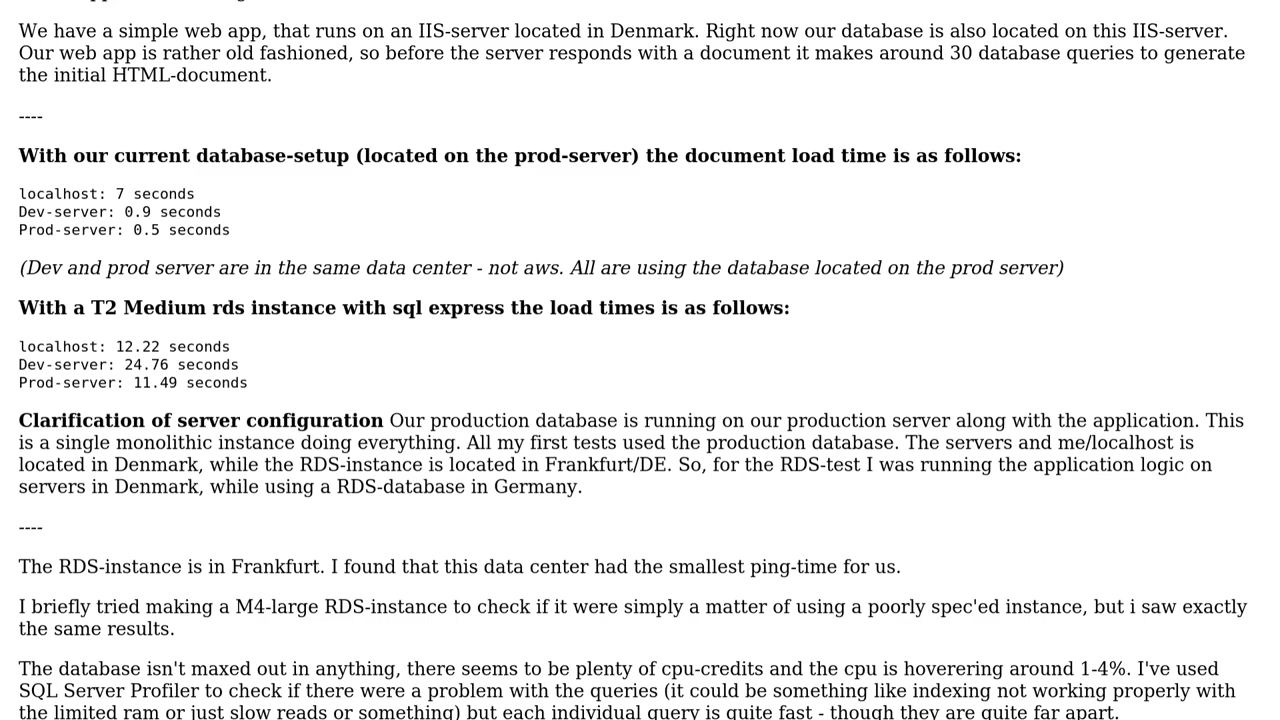 We have a simple web app, that runs on an IIS-server located in Denmark. Right now our database is also located on this IIS-server.
Our web app is rather old fashioned, so before the server responds with a document it makes around 30 database queries to generate
the initial HTML-document.
----
With our current database-setup (located on the prod-server) the document load time is as follows:
localhost: 7 seconds
Dev-server: 0.9 seconds
Prod-server: 0.5 seconds
(Dev and prod server are in the same data center - not aws. All are using the database located on the prod server)
With a T2 Medium rds instance with sql express the load times is as follows:
localhost: 12.22 seconds
Dev-server: 24.76 seconds
Prod-server: 11.49 seconds
Clarification of server configuration Our production database is running on our production server along with the application. This
is a single monolithic instance doing everything. All my first tests used the production database. The servers and me/localhost is
located in Denmark, while the RDS-instance is located in Frankfurt/DE. So, for the RDS-test I was running the application logic on
servers in Denmark, while using a RDS-database in Germany.
----
The RDS-instance is in Frankfurt. I found that this data center had the smallest ping-time for us.
I briefly tried making a M4-large RDS-instance to check if it were simply a matter of using a poorly spec'ed instance, but i saw exactly
the same results.
The database isn't maxed out in anything, there seems to be plenty of cpu-credits and the cpu is hoverering around 1-4%. I've used
SQL Server Profiler to check if there were a problem with the queries (it could be something like indexing not working properly with
the limited ram or just slow reads or something) but each individual query is quite fast - though they are quite far apart.